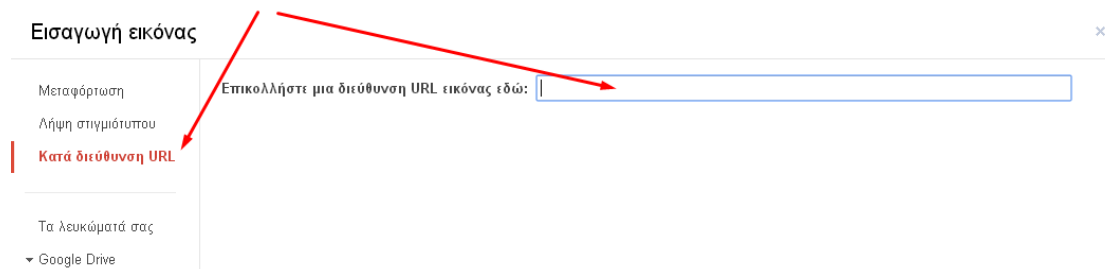 Εισαγωγή εικόνας
×
Μεταφόρτωση
Επικολλήστε μια διεύθυνση URL εικόνας εδώ:
Λήψη στιγμιότυπου
Κατά διεύθυνση URL
Τα λευκώματά σας
Google Drive